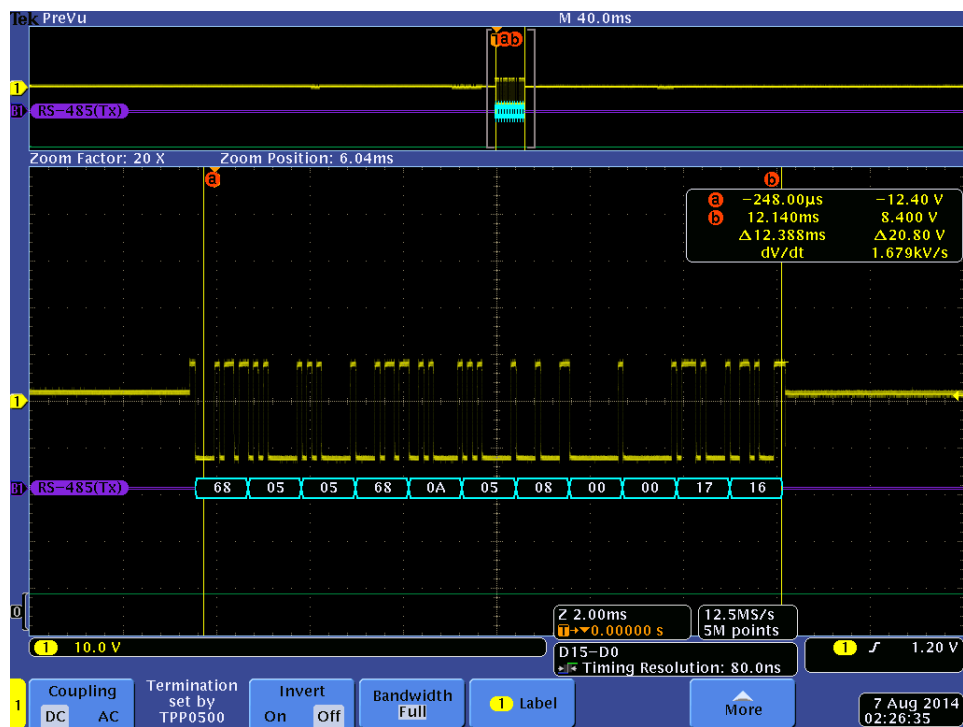 Tek PreVu M 40.0ms
T a b
1
B1 RS-485(Tx)
Zoom Factor: 20 X Zoom Position: 6.04ms
a b
a -248.00µs -12.40 V
b 12.140ms 8.400 V
Δ12.388ms Δ20.80 V
dV/dt 1.679kV/s
1
B1 RS-485(Tx) 68 05 05 68 0A 05 08 00 00 17 16
0
Z 2.00ms
T→▼0.00000 s
12.5MS/s
5M points
1 10.0 V
D15-D0
Timing Resolution: 80.0ns
1 1.20 V
1
Coupling
DC AC
Termination
set by
TPP0500
Invert
On Off
Bandwidth
Full
1 Label
More
7 Aug 2014
02:26:35